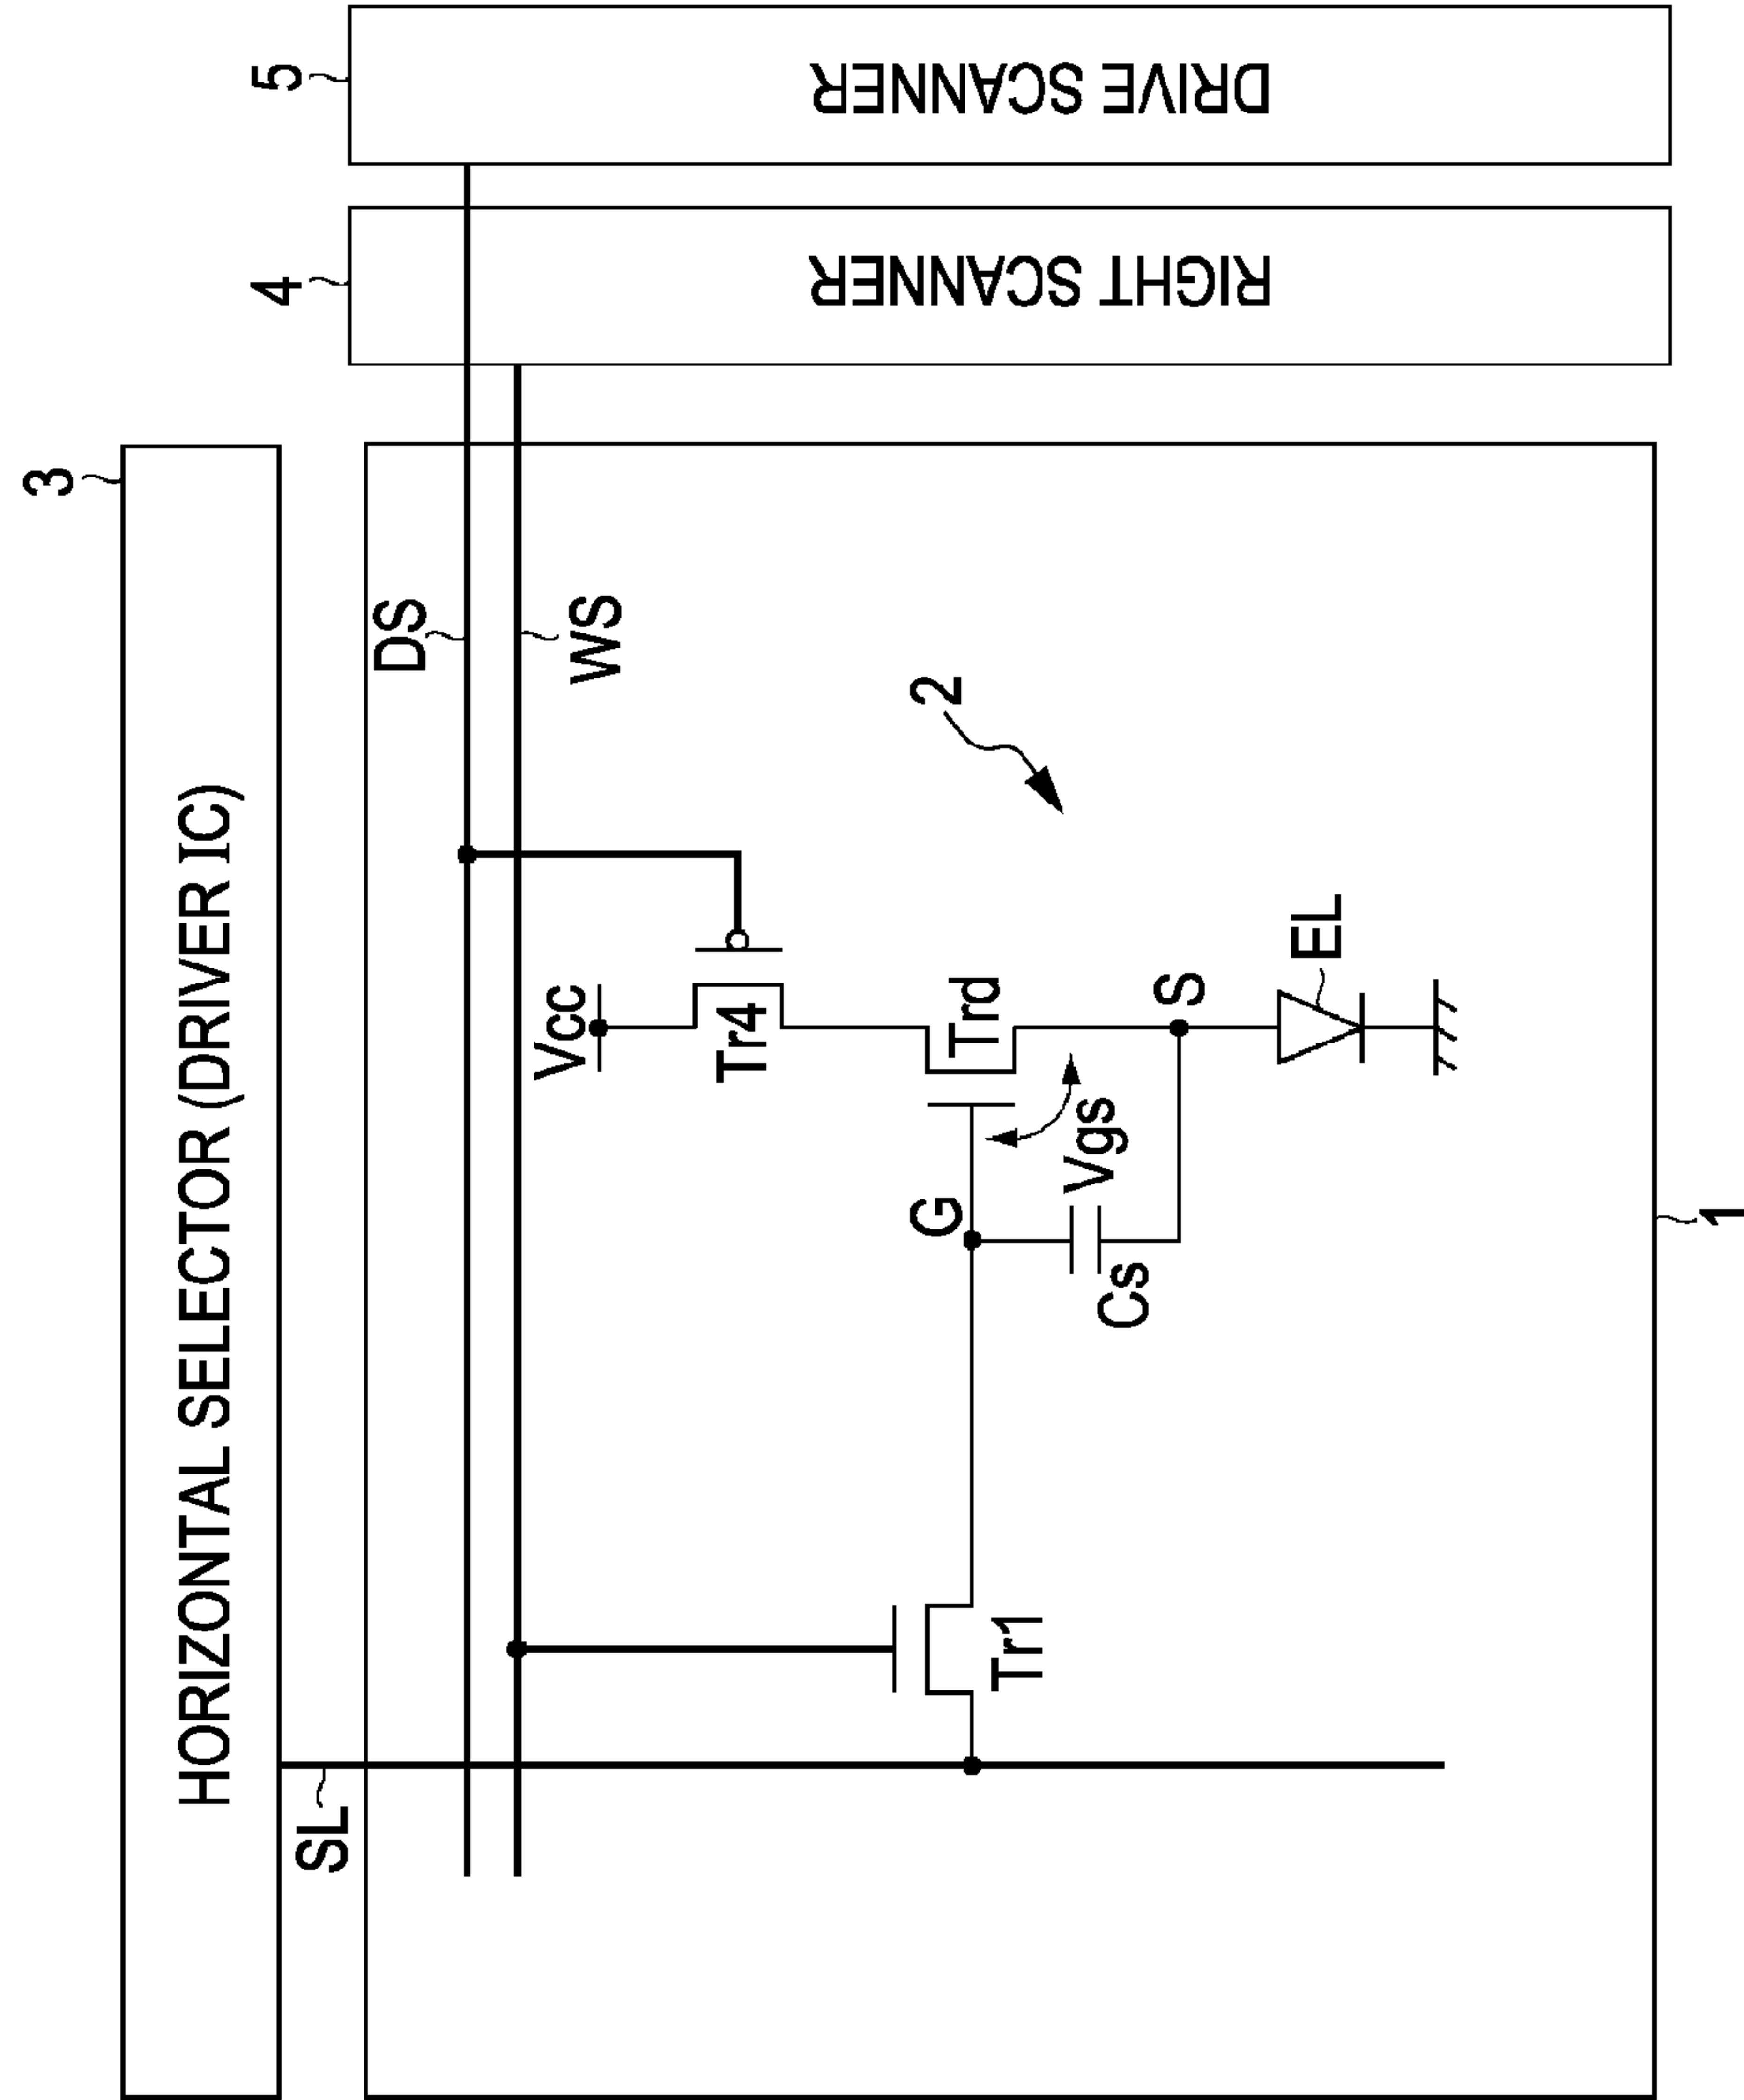 3
HORIZONTAL SELECTOR (DRIVER IC)
4
5
SL
DS
WS
Vcc
Tr4
2
Tr1
G
Trd
Vgs
Cs
S
EL
RIGHT SCANNER
DRIVE SCANNER
1